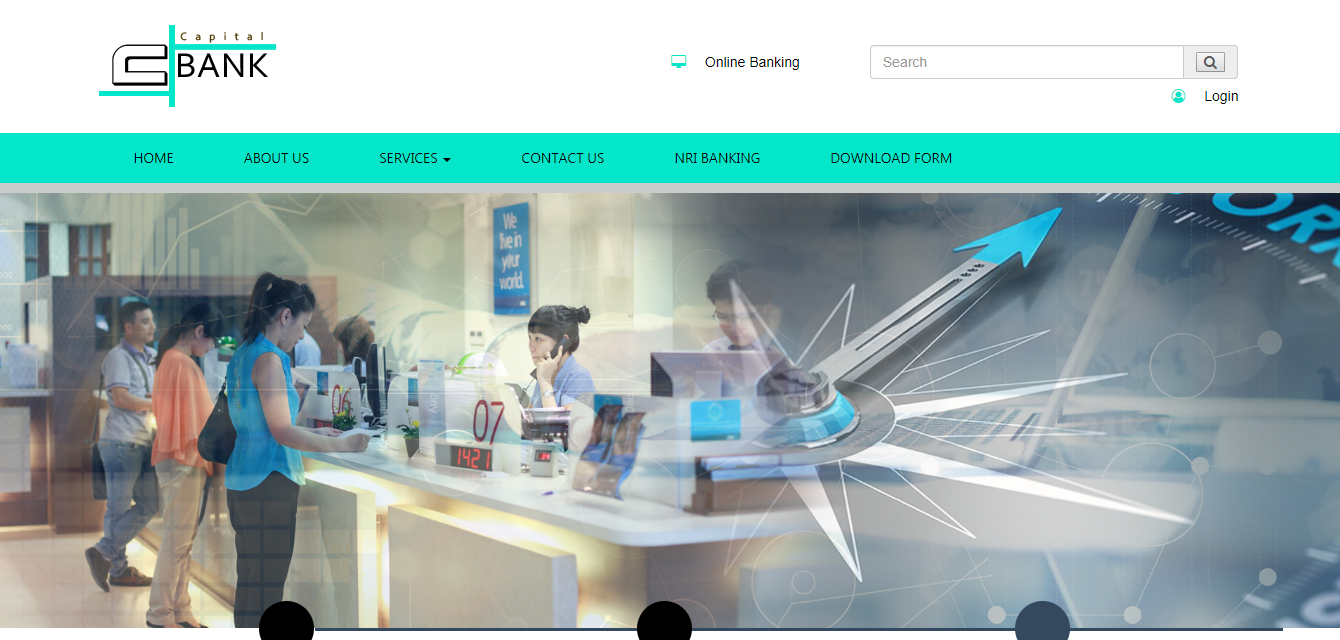 Capital
BANK
Online Banking
Search
Login
HOME
ABOUT US
SERVICES
CONTACT US
NRI BANKING
DOWNLOAD FORM
We
live in
your
world.
06
07
1421